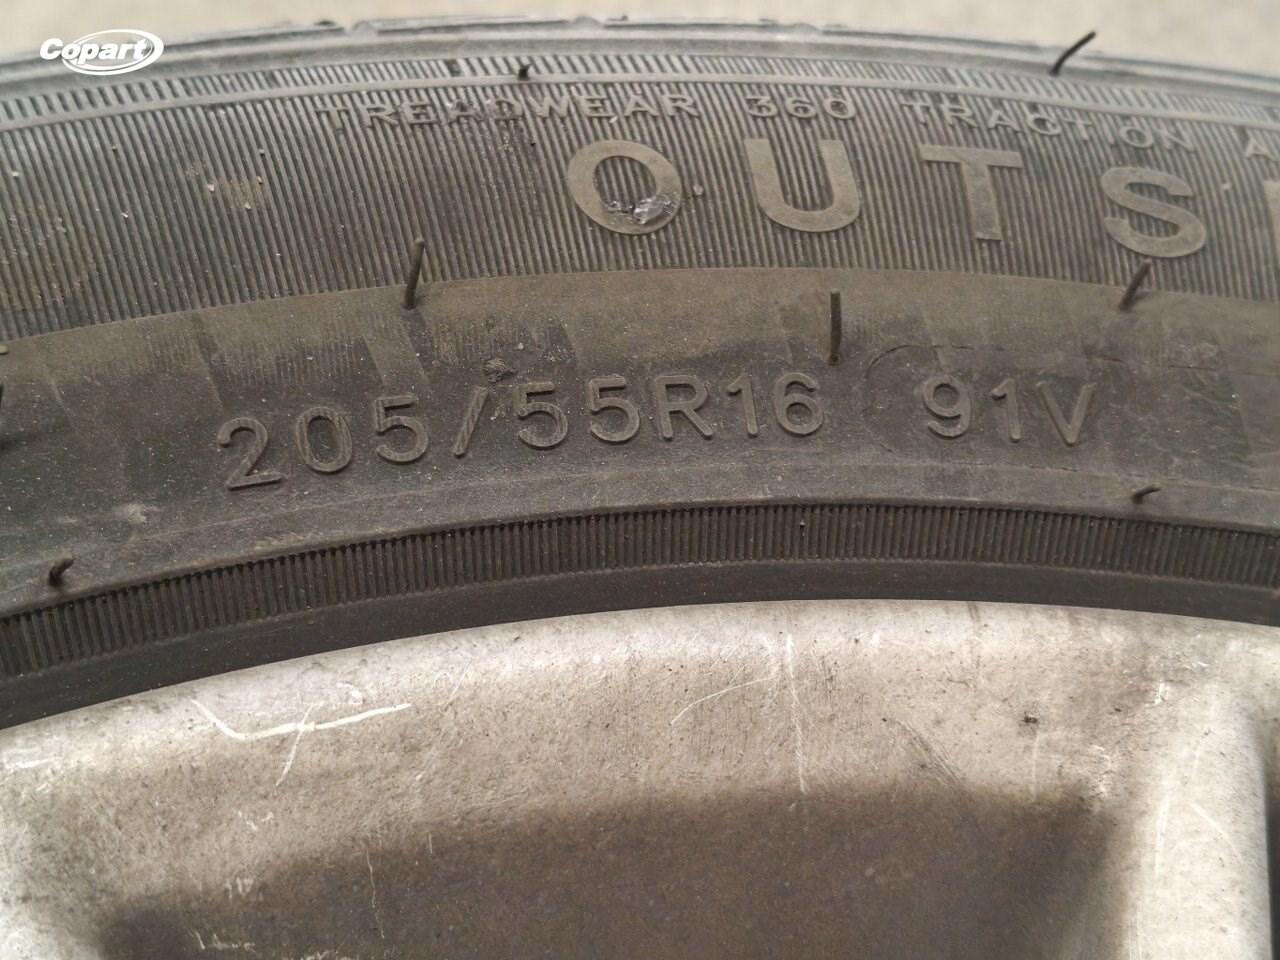 Copart
TREADWEAR 360 TRACTION A
OUTS
205/55R16 91V